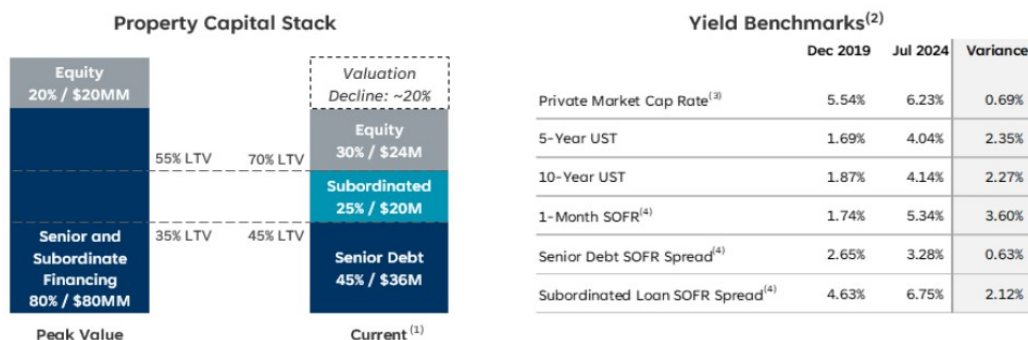 Property Capital Stack
Equity
20% / $20MM
Senior and
Subordinate
Financing
80% / $80MM
Peak Value
55% LTV
35% LTV
70% LTV
45% LTV
Valuation
Decline: ~20%
Equity
30% / $24M
Subordinated
25% / $20M
Senior Debt
45% / $36M
Current (1)
Yield Benchmarks(2)
Dec 2019 Jul 2024 Variance
Private Market Cap Rate(3) 5.54% 6.23% 0.69%
5-Year UST 1.69% 4.04% 2.35%
10-Year UST 1.87% 4.14% 2.27%
1-Month SOFR(4) 1.74% 5.34% 3.60%
Senior Debt SOFR Spread(4) 2.65% 3.28% 0.63%
Subordinated Loan SOFR Spread(4) 4.63% 6.75% 2.12%